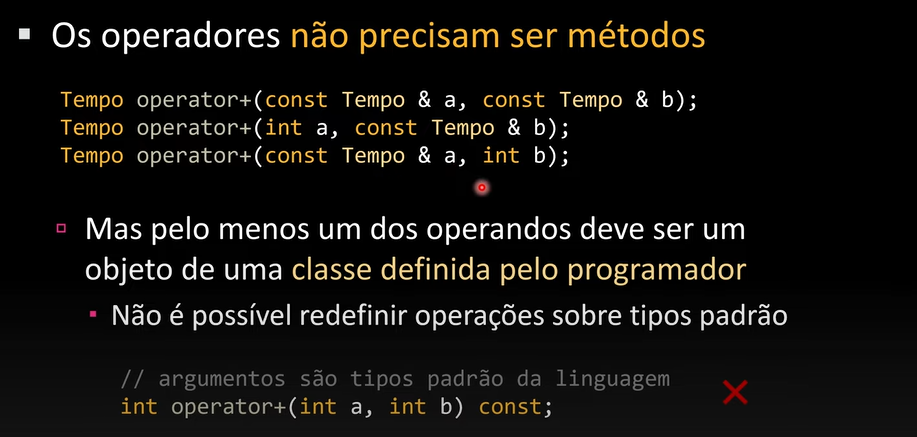 Os operadores não precisam ser métodos
Tempo operator+(const Tempo & a, const Tempo & b);
Tempo operator+(int a, const Tempo & b);
Tempo operator+(const Tempo & a, int b);
Mas pelo menos um dos operandos deve ser um
objeto de uma classe definida pelo programador
Não é possível redefinir operações sobre tipos padrão
// argumentos são tipos padrão da linguagem
int operator+(int a, int b) const;